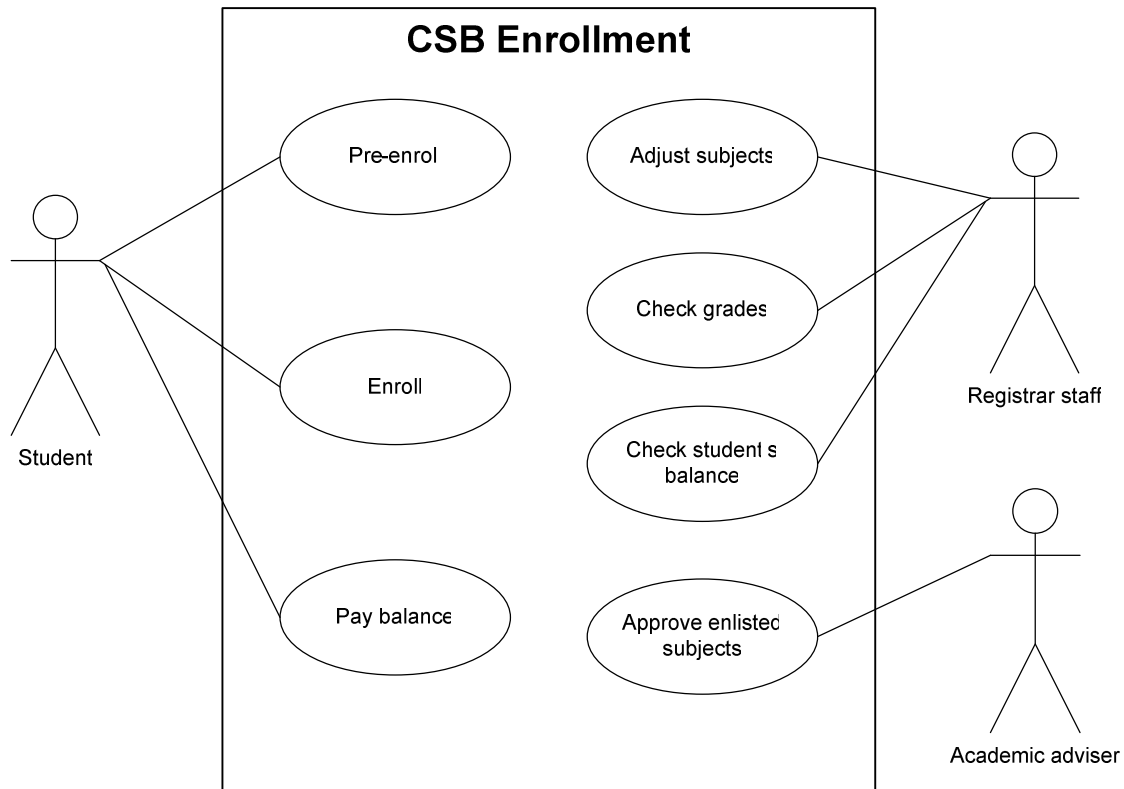 CSB Enrollment
Pre-enrol
Adjust subjects
Student
Check grades
Registrar staff
Enroll
Check student s
balance
Pay balance
Approve enlisted
subjects
Academic adviser